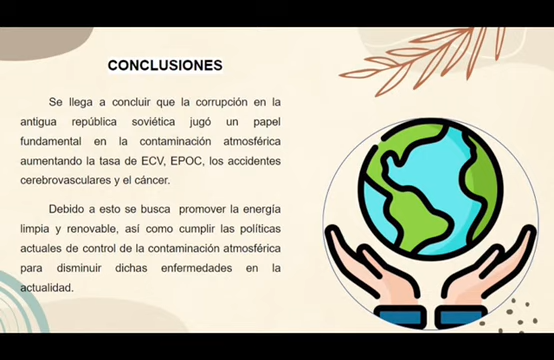 CONCLUSIONES
Se llega a concluir que la corrupción en la
antigua república soviética jugó un papel
fundamental en la contaminación atmosférica
aumentando la tasa de ECV, EPOC, los accidentes
cerebrovasculares y el cáncer.
Debido a esto se busca promover la energía
limpia y renovable, así como cumplir las políticas
actuales de control de la contaminación atmosférica
para disminuir dichas enfermedades en la
actualidad.